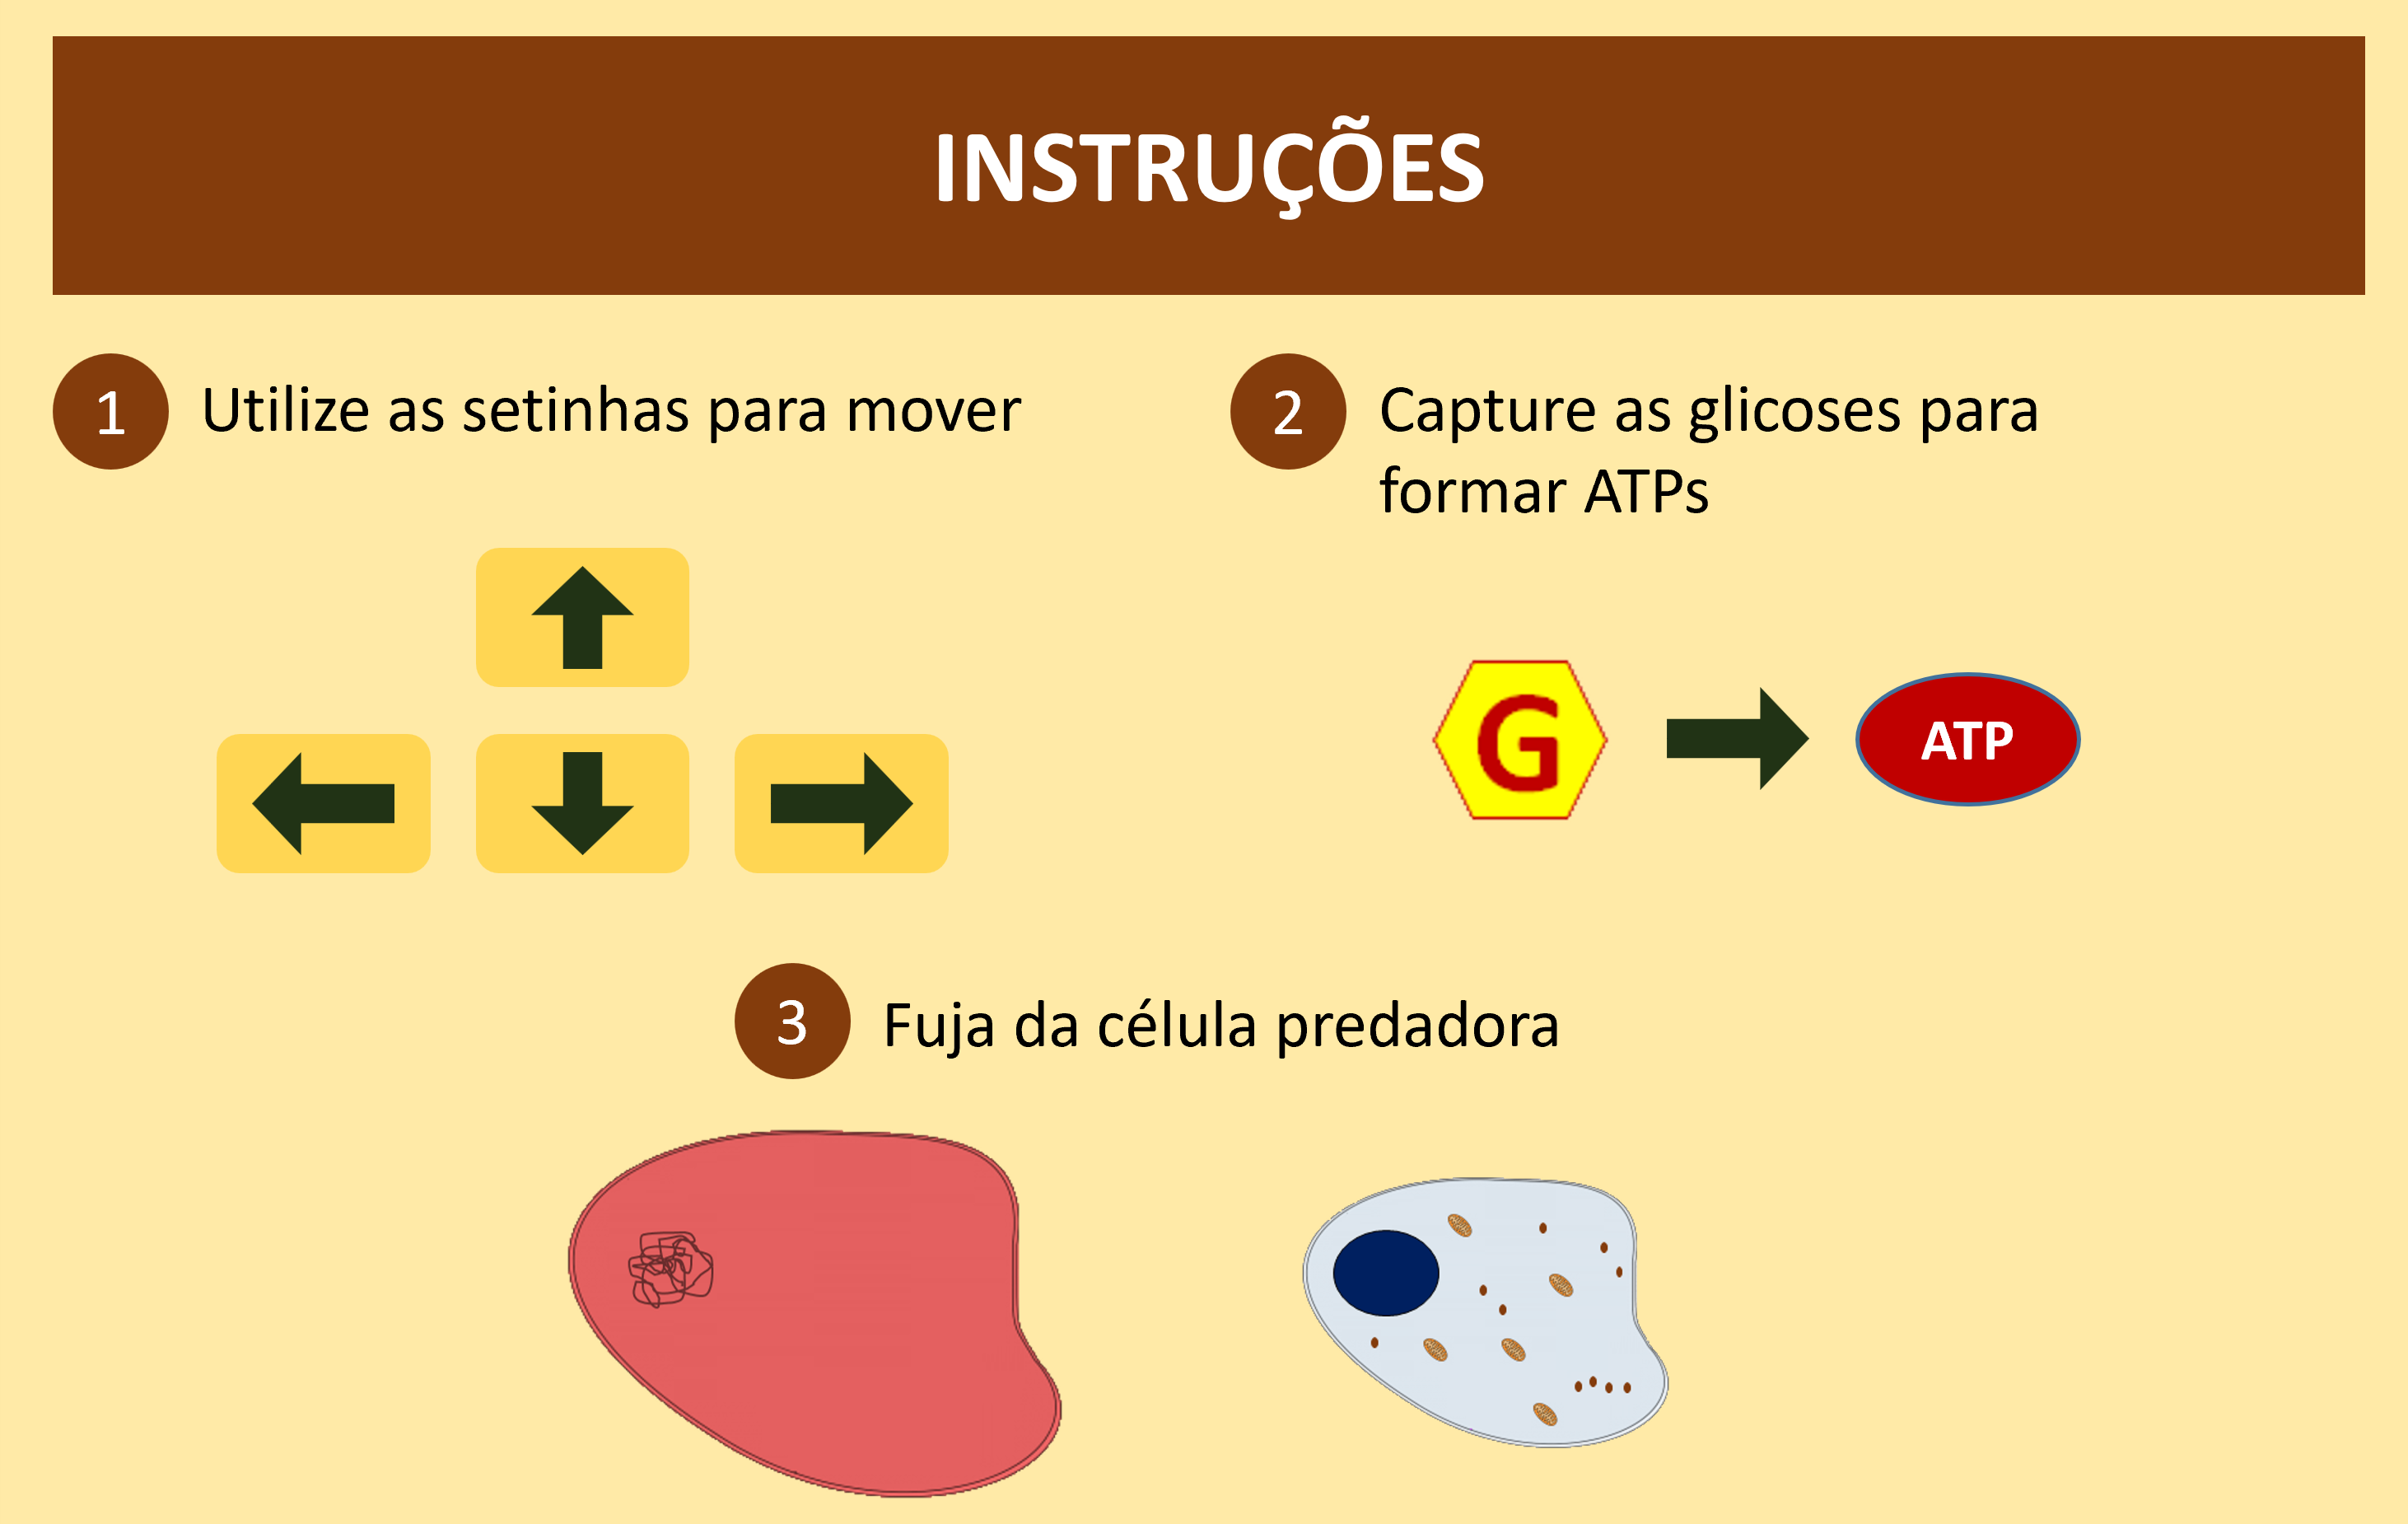 INSTRUÇÕES
1 Utilize as setinhas para mover
2 Capture as glicoses para
formar ATPs
G
ATP
3 Fuja da célula predadora